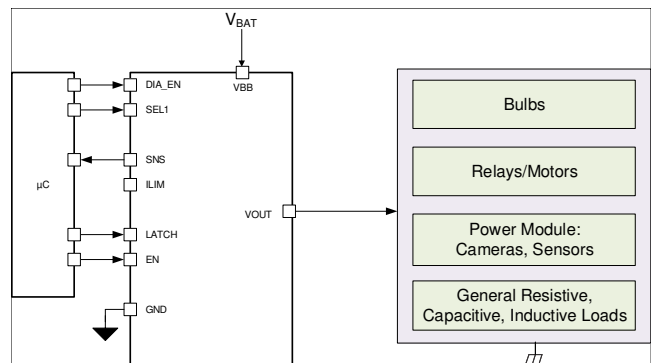 VBAT
DIA_EN
VBB
SEL1
SNS
µC
ILIM
VOUT
LATCH
EN
GND
Bulbs
Relays/Motors
Power Module:
Cameras, Sensors
General Resistive,
Capacitive, Inductive Loads